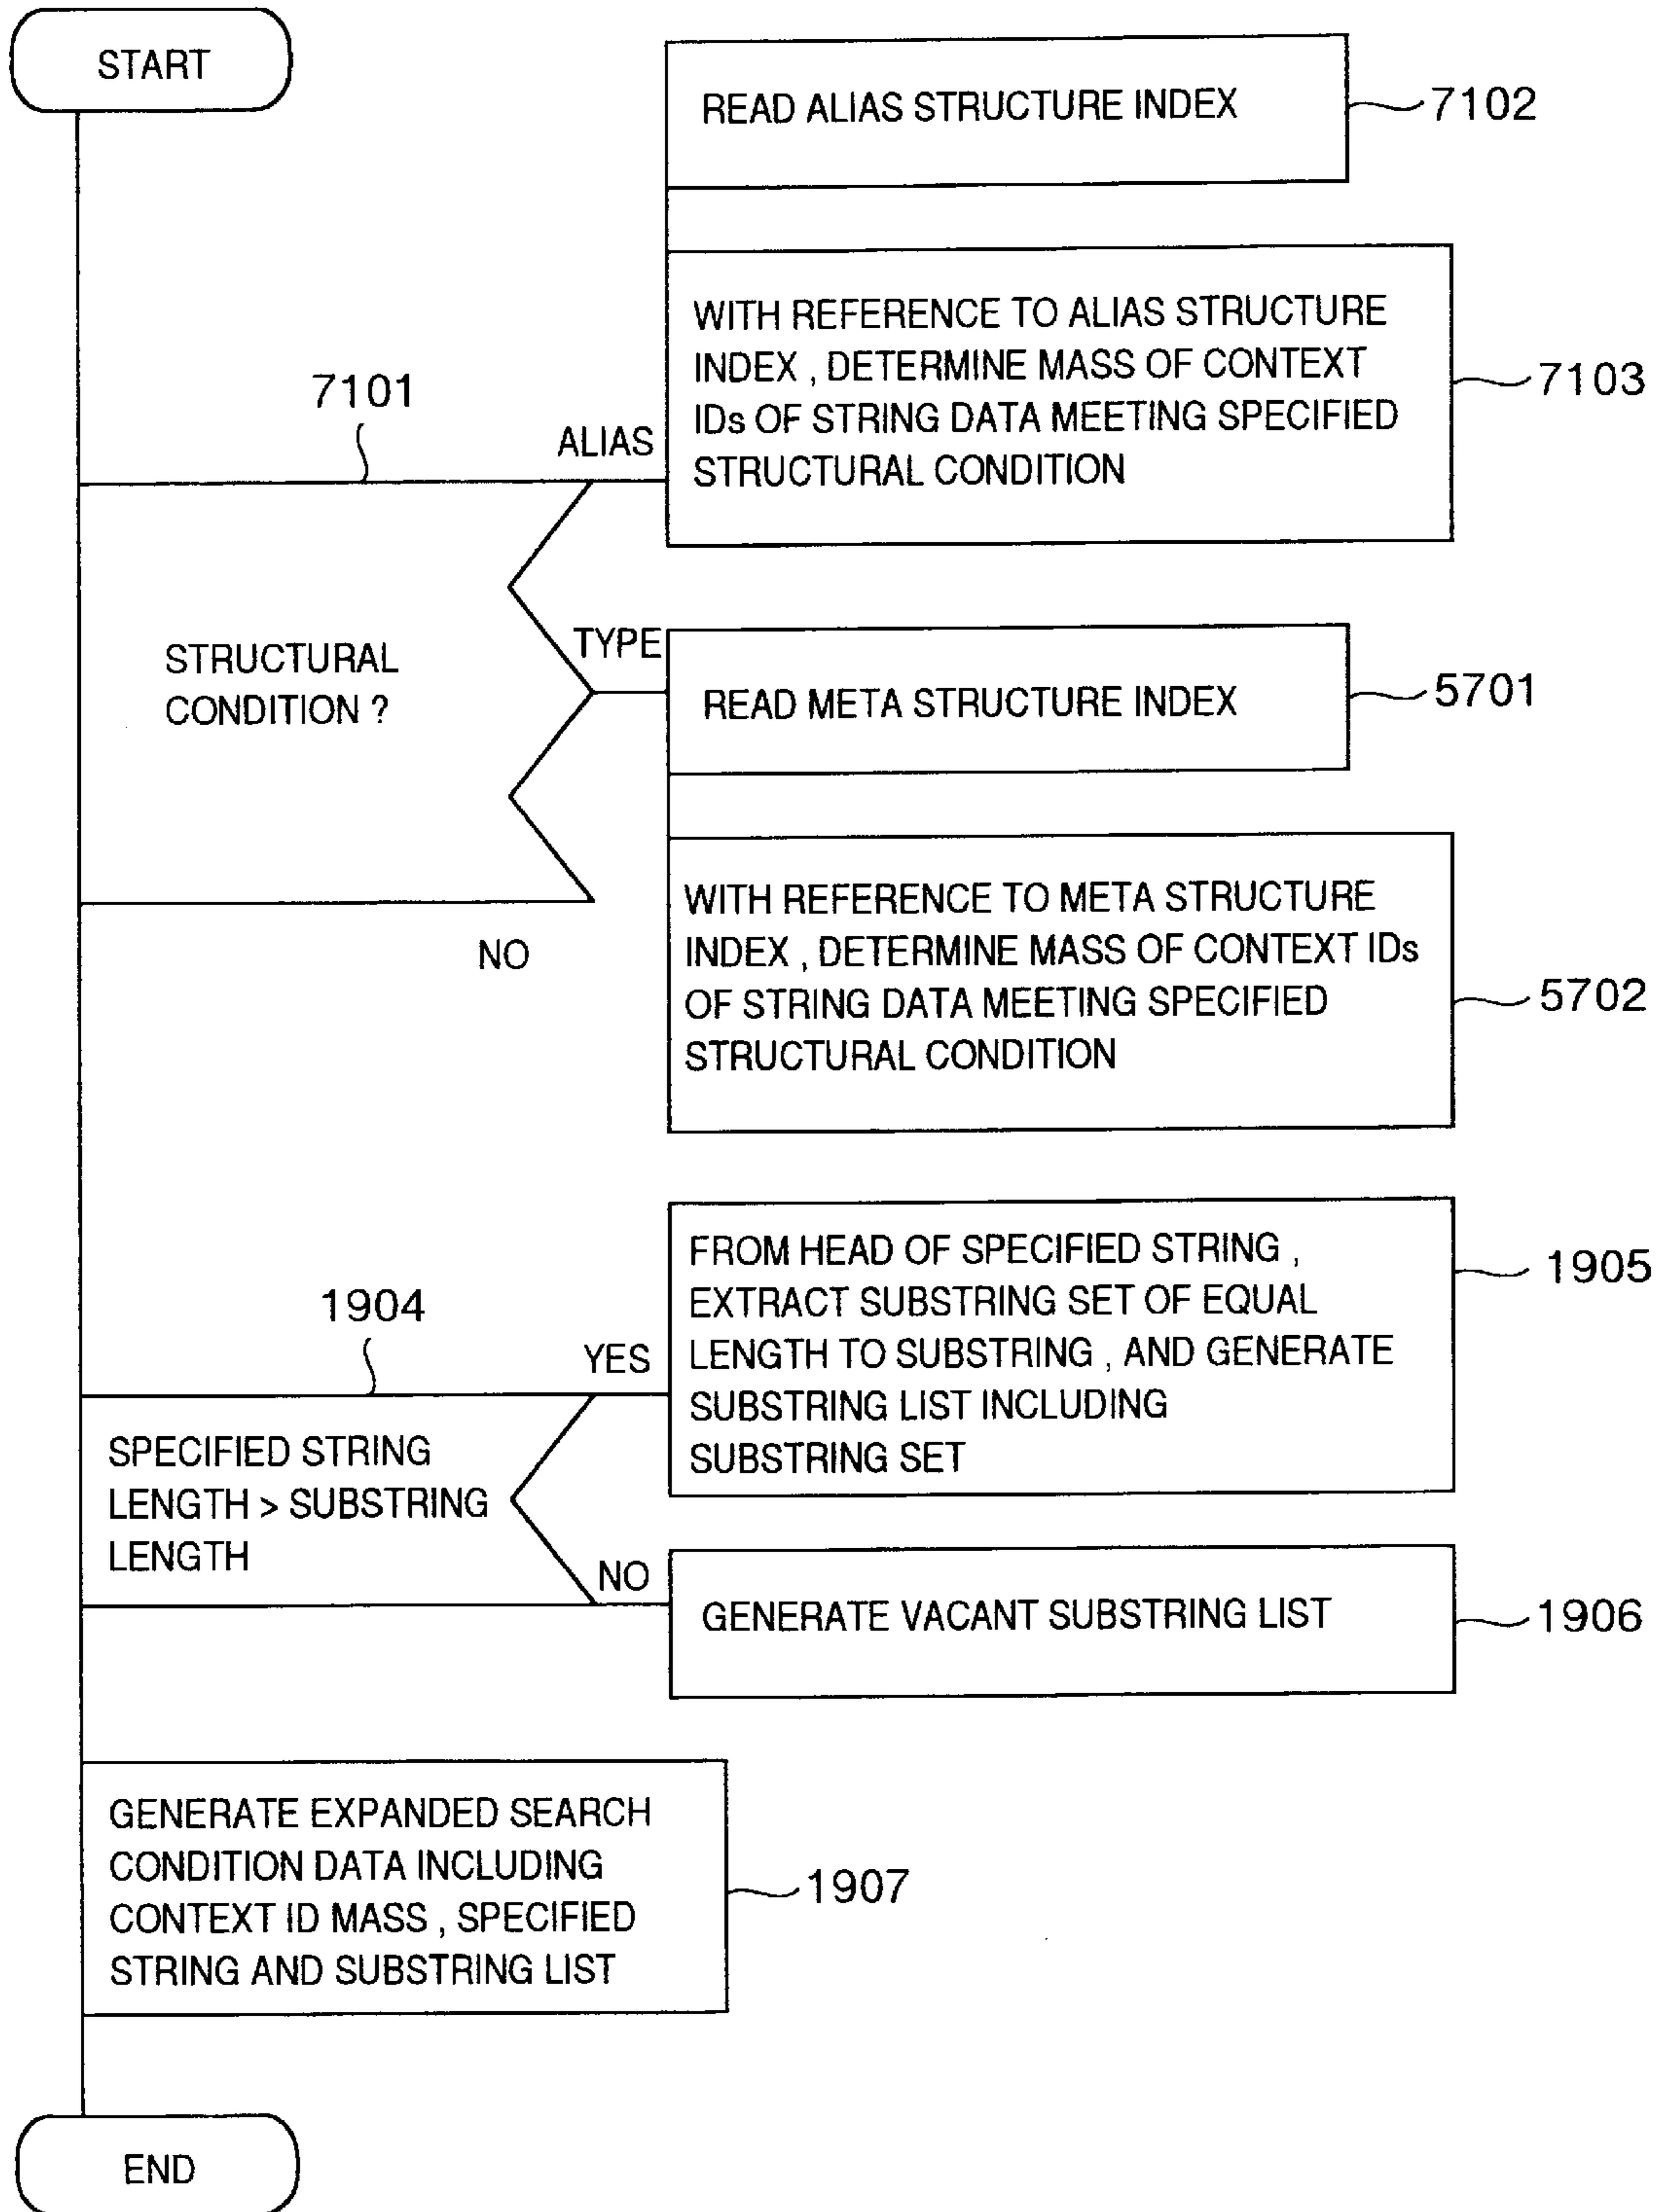 START
READ ALIAS STRUCTURE INDEX
7102
WITH REFERENCE TO ALIAS STRUCTURE
INDEX , DETERMINE MASS OF CONTEXT
IDs OF STRING DATA MEETING SPECIFIED
STRUCTURAL CONDITION
7103
7101
ALIAS
STRUCTURAL
CONDITION ?
TYPE
READ META STRUCTURE INDEX
5701
NO
WITH REFERENCE TO META STRUCTURE
INDEX , DETERMINE MASS OF CONTEXT IDs
OF STRING DATA MEETING SPECIFIED
STRUCTURAL CONDITION
5702
1904
YES
FROM HEAD OF SPECIFIED STRING ,
EXTRACT SUBSTRING SET OF EQUAL
LENGTH TO SUBSTRING , AND GENERATE
SUBSTRING LIST INCLUDING
SUBSTRING SET
1905
SPECIFIED STRING
LENGTH > SUBSTRING
LENGTH
NO
GENERATE VACANT SUBSTRING LIST
1906
GENERATE EXPANDED SEARCH
CONDITION DATA INCLUDING
CONTEXT ID MASS , SPECIFIED
STRING AND SUBSTRING LIST
1907
END